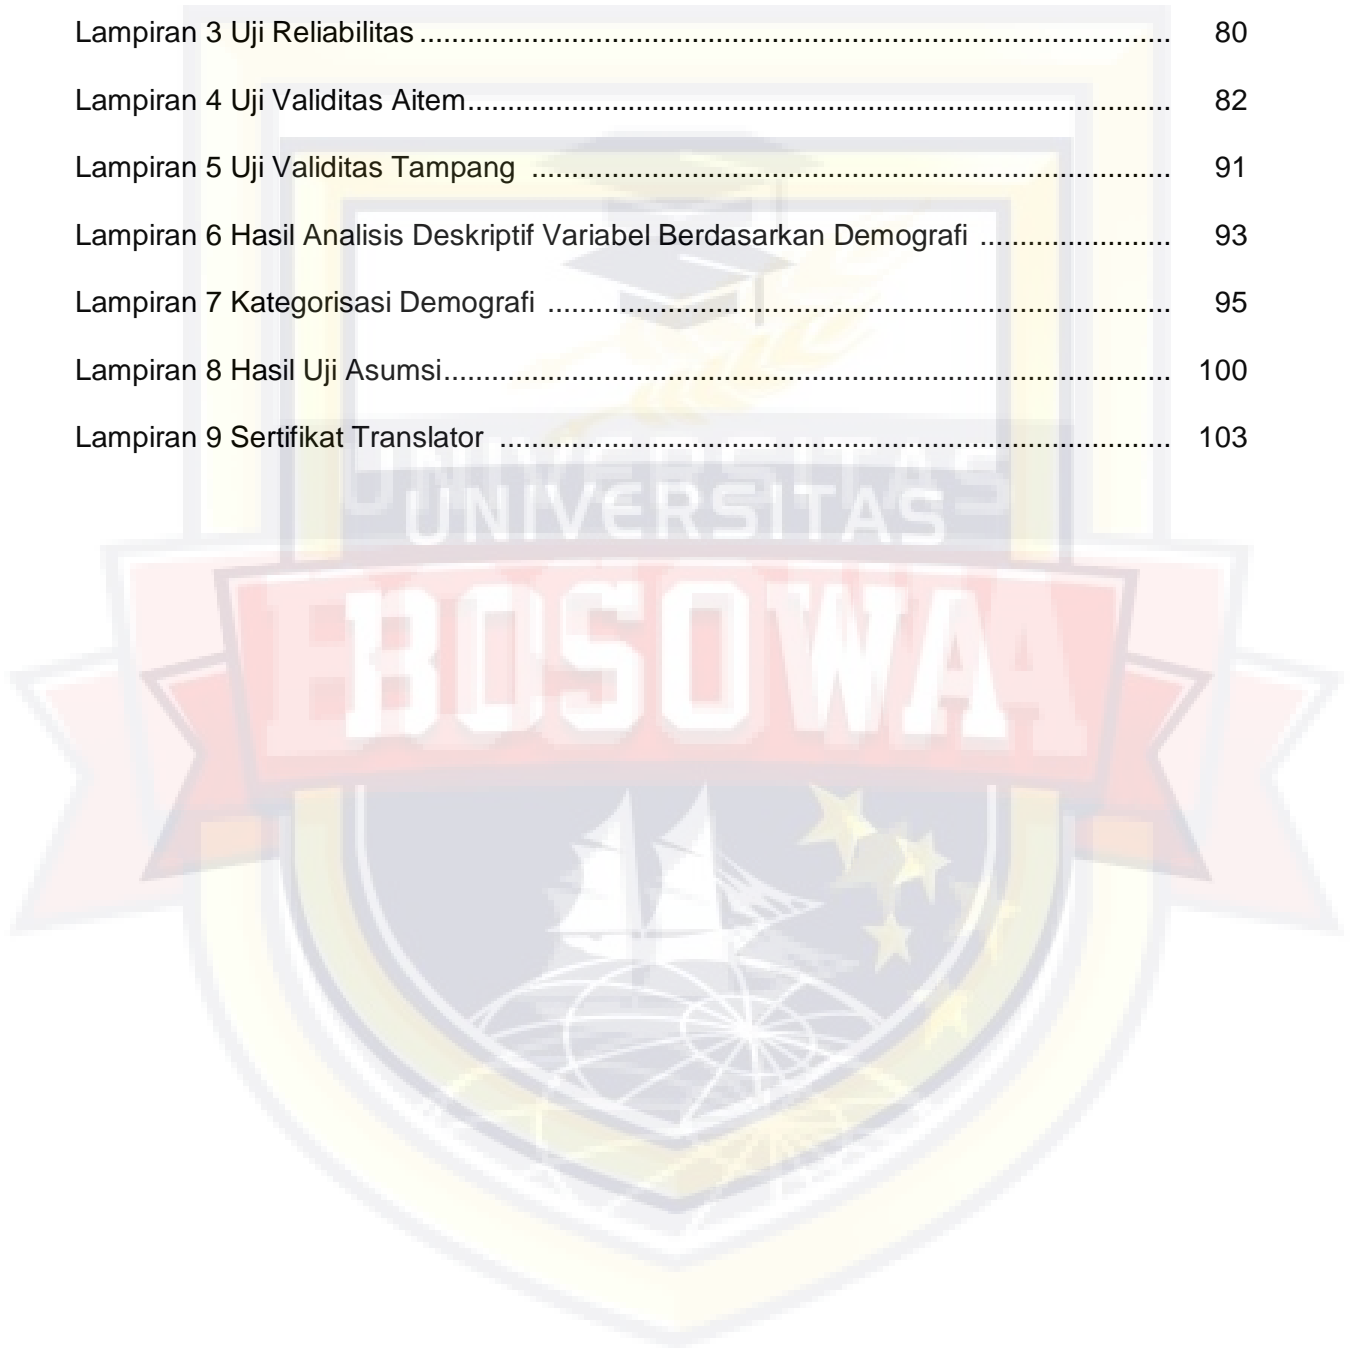 Lampiran 3 Uji Reliabilitas ............................................................................................. 80
Lampiran 4 Uji Validitas Aitem....................................................................................... 82
Lampiran 5 Uji Validitas Tampang ............................................................................... 91
Lampiran 6 Hasil Analisis Deskriptif Variabel Berdasarkan Demografi ........................ 93
Lampiran 7 Kategorisasi Demografi ............................................................................. 95
Lampiran 8 Hasil Uji Asumsi.......................................................................................... 100
Lampiran 9 Sertifikat Translator ................................................................................... 103
UNIVERSITAS
UNIVERSITAS
BOSOWA
BOSOWA